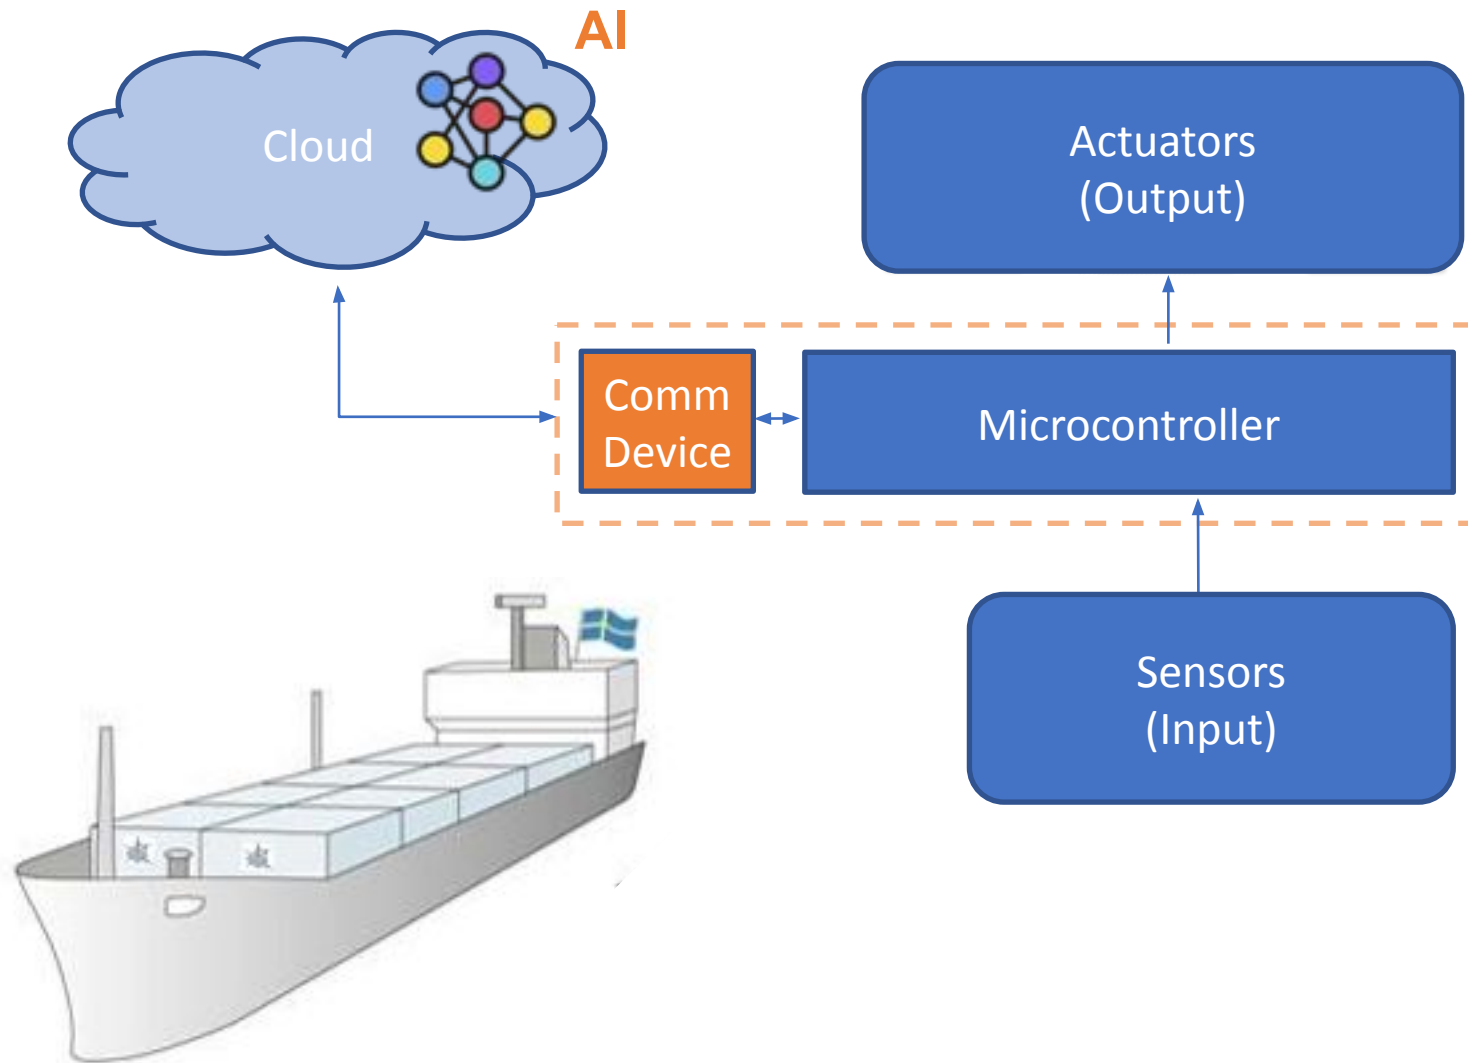 AI
Cloud
Actuators
(Output)
Comm
Device
Microcontroller
Sensors
(Input)